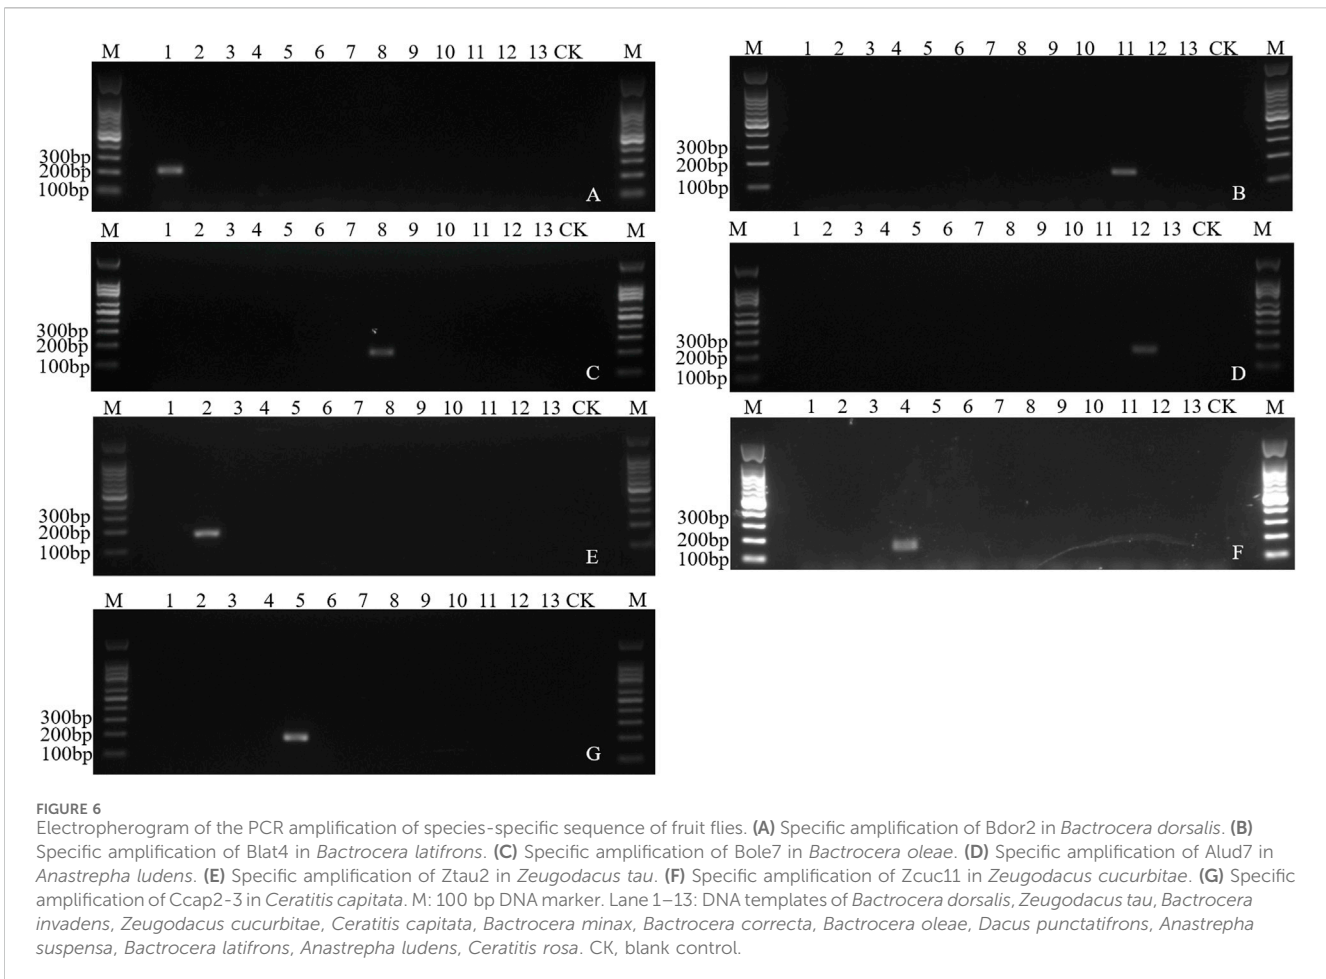 M 1 2 3 4 5 6 7 8 9 10 11 12 13 CK M
300bp
200bp
100bp
A
M 1 2 3 4 5 6 7 8 9 10 11 12 13 CK M
300bp
200bp
100bp
B
M 1 2 3 4 5 6 7 8 9 10 11 12 13 CK M
300bp
200bp
100bp
C
M 1 2 3 4 5 6 7 8 9 10 11 12 13 CK M
300bp
200bp
100bp
D
M 1 2 3 4 5 6 7 8 9 10 11 12 13 CK M
300bp
200bp
100bp
E
M 1 2 3 4 5 6 7 8 9 10 11 12 13 CK M
300bp
200bp
100bp
F
M 1 2 3 4 5 6 7 8 9 10 11 12 13 CK M
300bp
200bp
100bp
G
FIGURE 6
Electropherogram of the PCR amplification of species-specific sequence of fruit flies. (A) Specific amplification of Bdor2 in Bactrocera dorsalis. (B)
Specific amplification of Blat4 in Bactrocera latifrons. (C) Specific amplification of Bole7 in Bactrocera oleae. (D) Specific amplification of Alud7 in
Anastrepha ludens. (E) Specific amplification of Ztau2 in Zeugodacus tau. (F) Specific amplification of Zcuc11 in Zeugodacus cucurbitae. (G) Specific
amplification of Ccap2-3 in Ceratitis capitata. M: 100 bp DNA marker. Lane 1–13: DNA templates of Bactrocera dorsalis, Zeugodacus tau, Bactrocera
invadens, Zeugodacus cucurbitae, Ceratitis capitata, Bactrocera minax, Bactrocera correcta, Bactrocera oleae, Dacus punctatifrons, Anastrepha
suspensa, Bactrocera latifrons, Anastrepha ludens, Ceratitis rosa. CK, blank control.